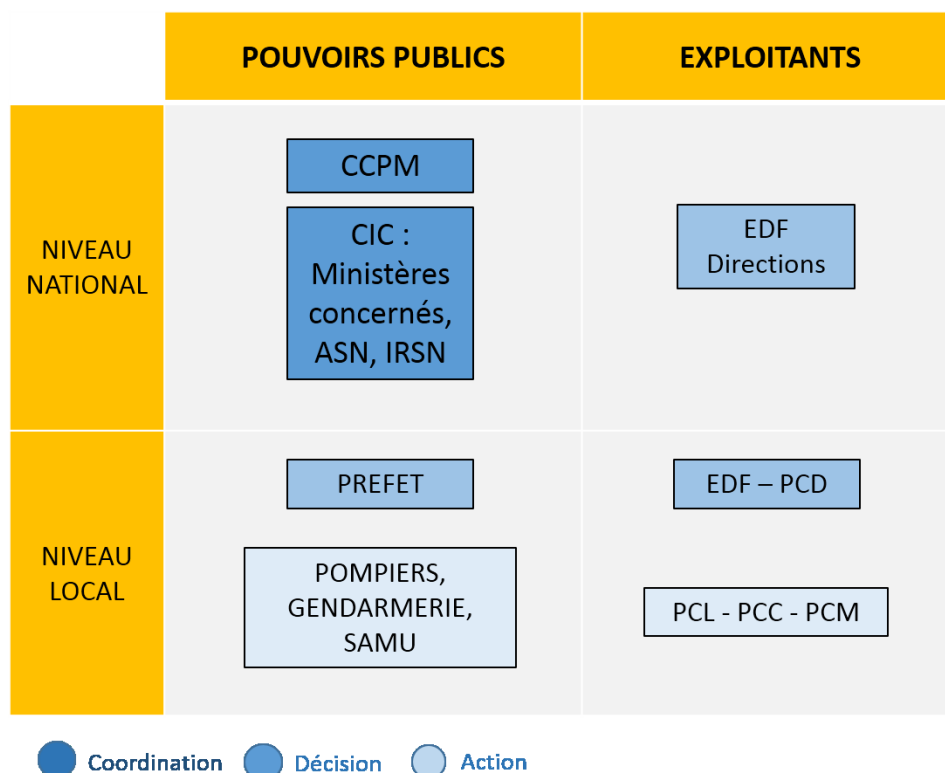 POUVOIRS PUBLICS
EXPLOITANTS
NIVEAU
NATIONAL
CCPM
CIC :
Ministères
concernés,
ASN, IRSN
EDF
Directions
NIVEAU
LOCAL
PREFET
POMPIERS,
GENDARMERIE,
SAMU
EDF – PCD
PCL - PCC - PCM
Coordination
Décision
Action